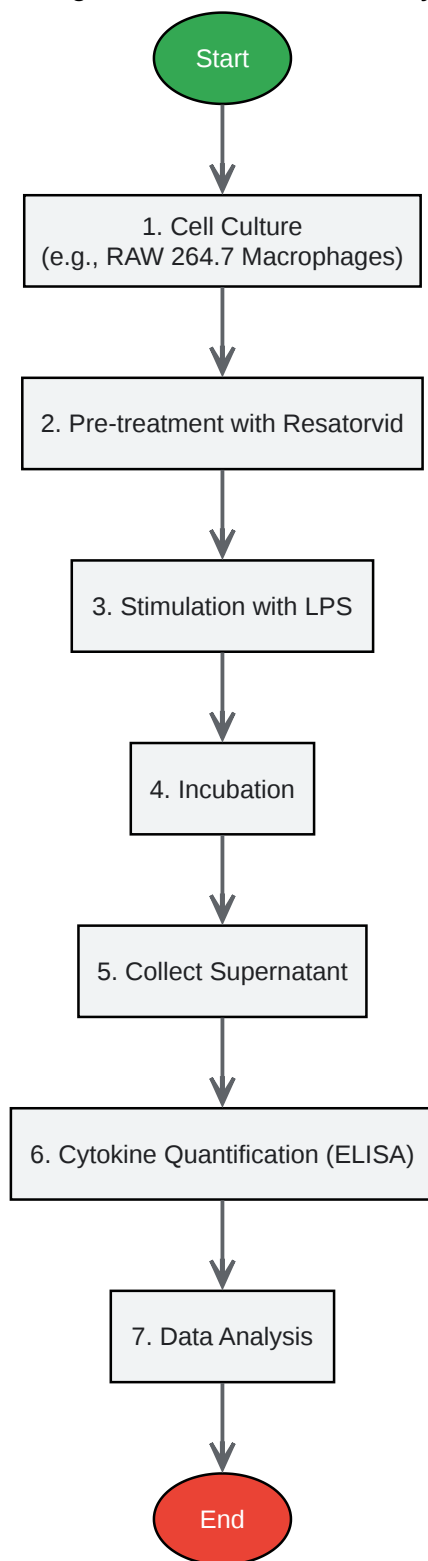 Start
1. Cell Culture
(e.g., RAW 264.7 Macrophages)
2. Pre-treatment with Resatorvid
3. Stimulation with LPS
4. Incubation
5. Collect Supernatant
6. Cytokine Quantification (ELISA)
7. Data Analysis
End